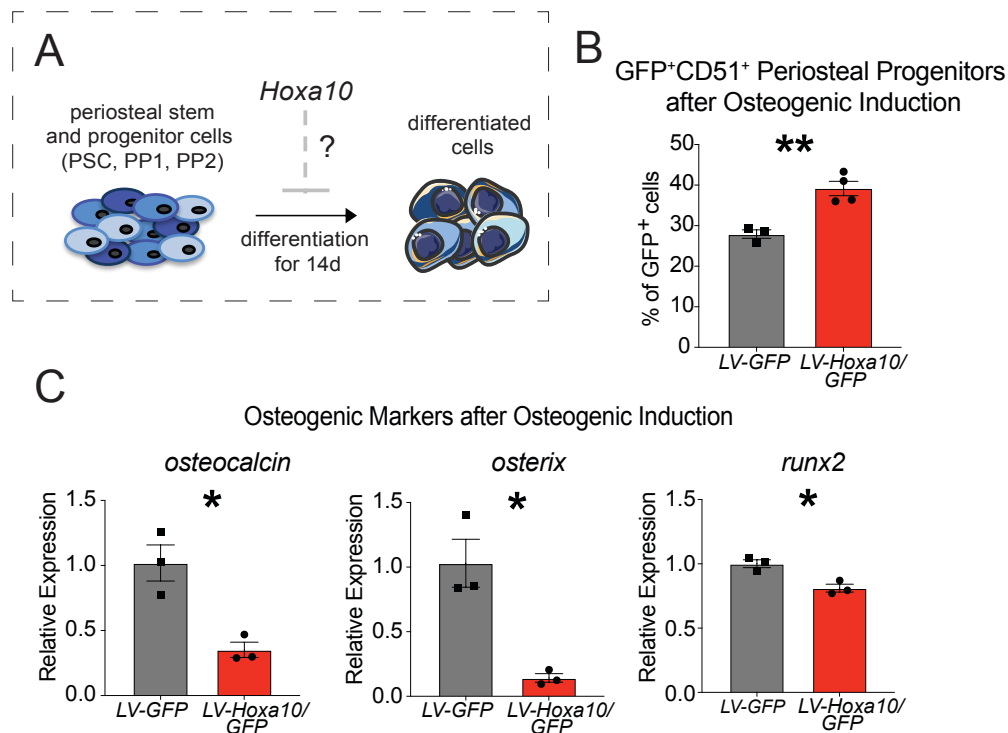 A
Hoxa10
periosteal stem
and progenitor cells
(PSC, PP1, PP2)
?
differentiated
cells
differentiation
for 14d
B
GFP⁺CD51⁺ Periosteal Progenitors
after Osteogenic Induction
**
% of GFP⁺ cells
50
40
30
20
10
0
LV-GFP
LV-Hoxa10/
GFP
C
Osteogenic Markers after Osteogenic Induction
osteocalcin
*
Relative Expression
1.5
1.0
0.5
0.0
LV-GFP
LV-Hoxa10/
GFP
osterix
*
Relative Expression
1.5
1.0
0.5
0.0
LV-GFP
LV-Hoxa10/
GFP
runx2
*
Relative Expression
1.5
1.0
0.5
0.0
LV-GFP
LV-Hoxa10/
GFP